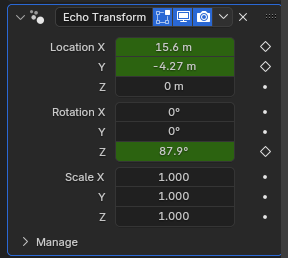 Echo Transform
Location X 15.6 m
Y -4.27 m
Z 0 m
Rotation X 0°
Y 0°
Z 87.9°
Scale X 1.000
Y 1.000
Z 1.000
Manage